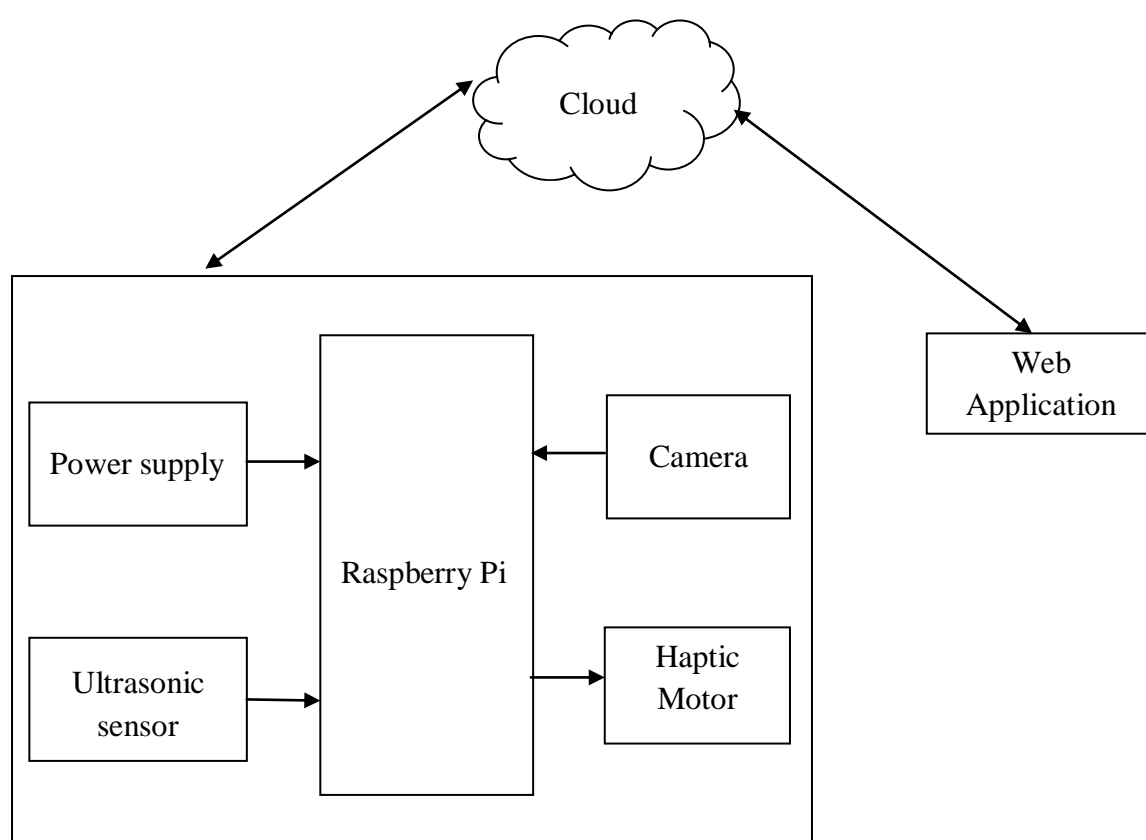 Cloud
Web
Application
Power supply
Camera
Raspberry Pi
Ultrasonic
sensor
Haptic
Motor